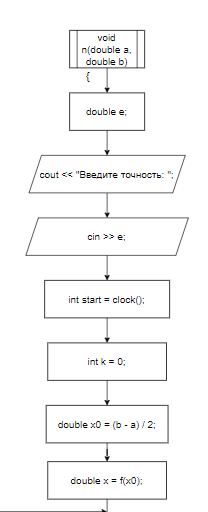 void
n(double a,
double b)
{
double e;
cout << "Введите точность: ";
cin >> e;
int start = clock();
int k = 0;
double x0 = (b - a) / 2;
double x = f(x0);